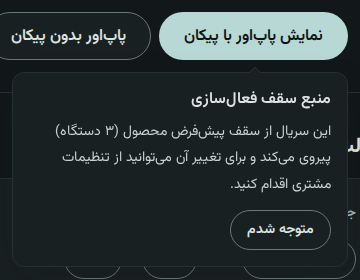 نمایش پاپ‌اور با پیکان
پاپ‌اور بدون پیکان
منبع سقف فعال‌سازی
این سریال از سقف پیش‌فرض محصول (۳ دستگاه)
پیروی می‌کند و برای تغییر آن می‌توانید از تنظیمات
مشتری اقدام کنید.
متوجه شدم